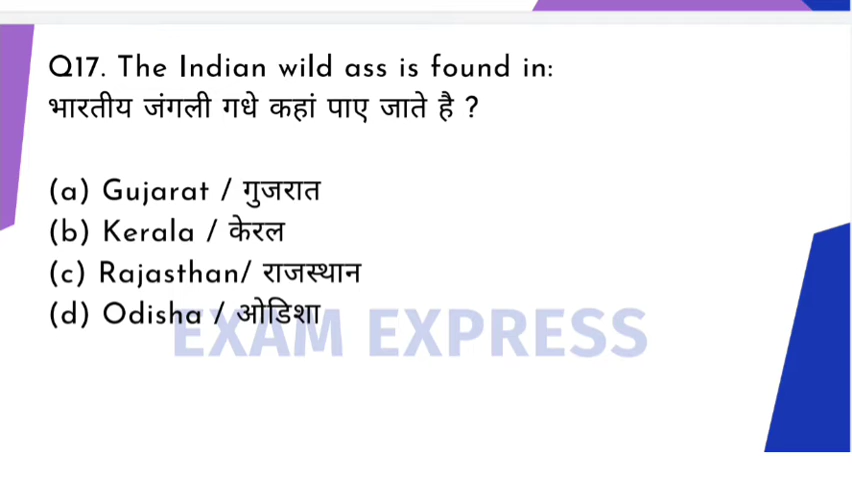 Q17. The Indian wild ass is found in:
भारतीय जंगली गधे कहां पाए जाते है ?
(a) Gujarat / गुजरात
(b) Kerala / केरल
(c) Rajasthan/ राजस्थान
(d) Odisha / ओडिशा
EXAM EXPRESS